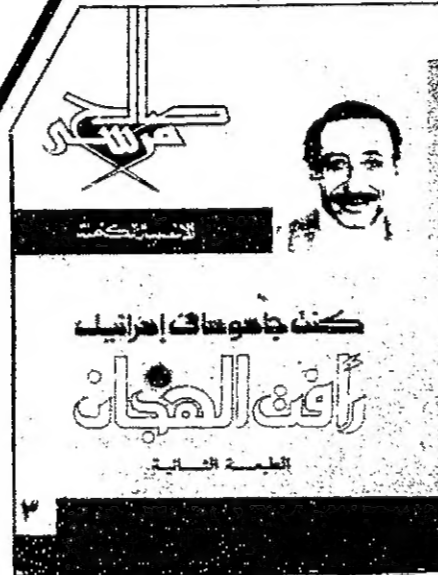 صالح
مرسي
كنت جاسوسا في إسرائيل
رأفت الهجان
الطبعة الثانية
٣